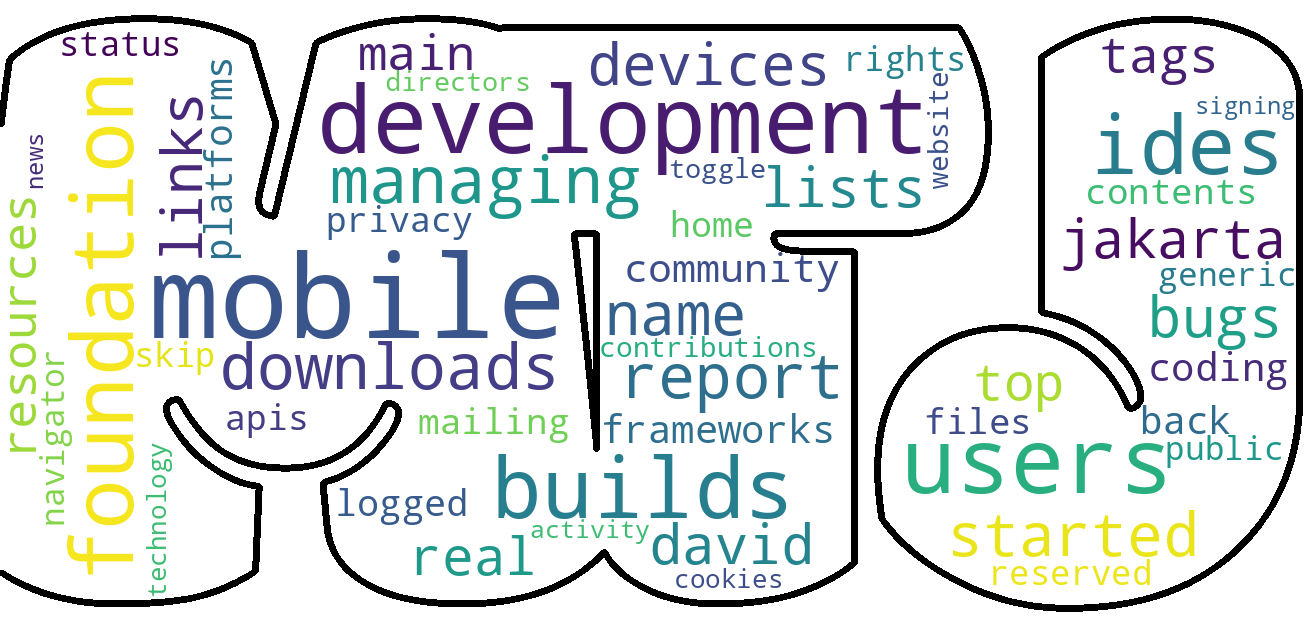 status
main
directors
devices
rights
tags
signing
platforms
links
news
foundation
resources
navigator
technology
development
website
managing
toggle
lists
privacy
home
ides
contents
jakarta
generic
mobile
community
name
bugs
skip
downloads
contributions
report
coding
apis
mailing
frameworks
top
files
back
users
public
builds
logged
activity
real
david
cookies
started
reserved